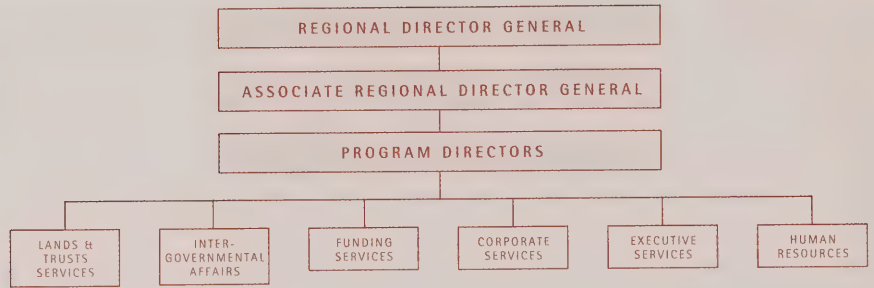 REGIONAL DIRECTOR GENERAL
ASSOCIATE REGIONAL DIRECTOR GENERAL
PROGRAM DIRECTORS
LANDS &
TRUSTS
SERVICES
INTER-
GOVERNMENTAL
AFFAIRS
FUNDING
SERVICES
CORPORATE
SERVICES
EXECUTIVE
SERVICES
HUMAN
RESOURCES